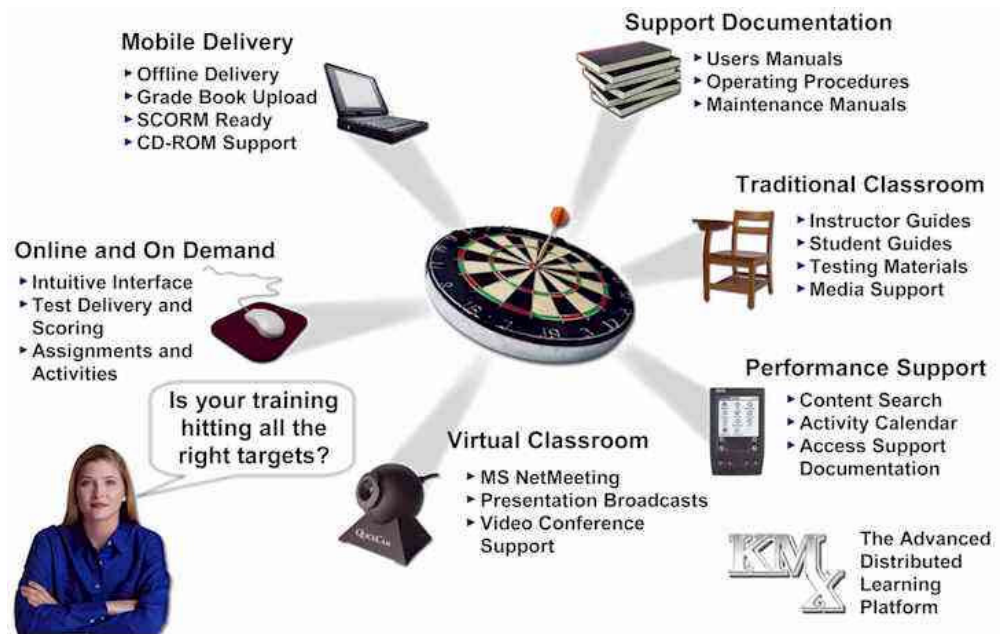 Mobile Delivery
Offline Delivery
Grade Book Upload
SCORM Ready
CD-ROM Support
Support Documentation
Users Manuals
Operating Procedures
Maintenance Manuals
Traditional Classroom
Instructor Guides
Student Guides
Testing Materials
Media Support
Online and On Demand
Intuitive Interface
Test Delivery and
Scoring
Assignments and
Activities
Performance Support
Content Search
Activity Calendar
Access Support
Documentation
Is your training
hitting all the
right targets?
Virtual Classroom
MS NetMeeting
Presentation Broadcasts
Video Conference
Support
QuickCam
KMx
The Advanced
Distributed
Learning
Platform